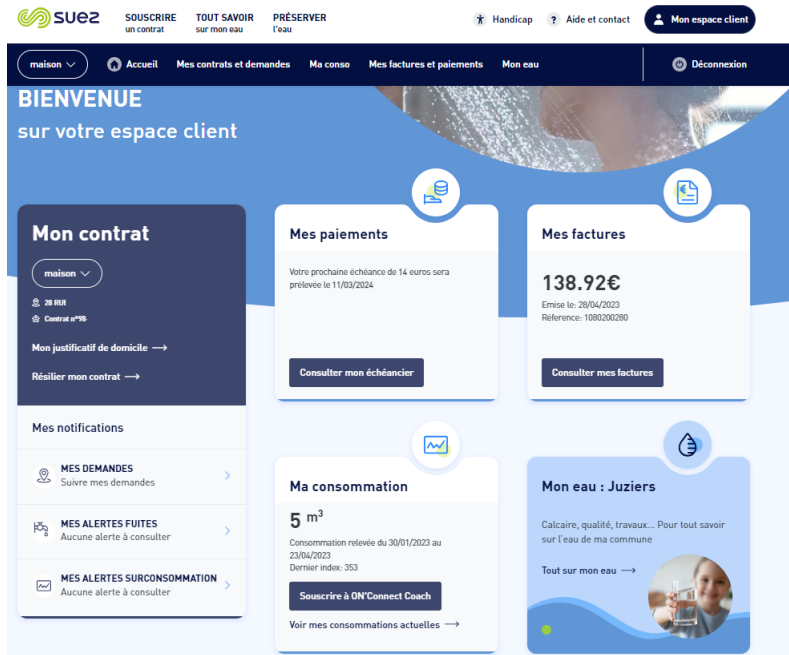 suez
SOUSCRIRE
un contrat
TOUT SAVOIR
sur mon eau
PRÉSERVER
l'eau
Handicap
? Aide et contact
Mon espace client
maison
Accueil
Mes contrats et demandes
Ma conso
Mes factures et paiements
Mon eau
Déconnexion
BIENVENUE
sur votre espace client
Mon contrat
maison
28 RUE
Contrat n°98
Mon justificatif de domicile →
Résilier mon contrat →
Mes notifications
MES DEMANDES
Suivre mes demandes
MES ALERTES FUITES
Aucune alerte à consulter
MES ALERTES SURCONSOMMATION
Aucune alerte à consulter
Mes paiements
Votre prochaine échéance de 14 euros sera
prélevée le 11/03/2024
Consulter mon échéancier
Mes factures
138.92€
Emise le: 28/04/2023
Réference: 1080200280
Consulter mes factures
Ma consommation
5 m³
Consommation relevée du 30/01/2023 au
23/04/2023
Dernier index: 353
Souscrire à ON'Connect Coach
Voir mes consommations actuelles →
Mon eau : Juziers
Calcaire, qualité, travaux... Pour tout savoir
sur l'eau de ma commune
Tout sur mon eau →